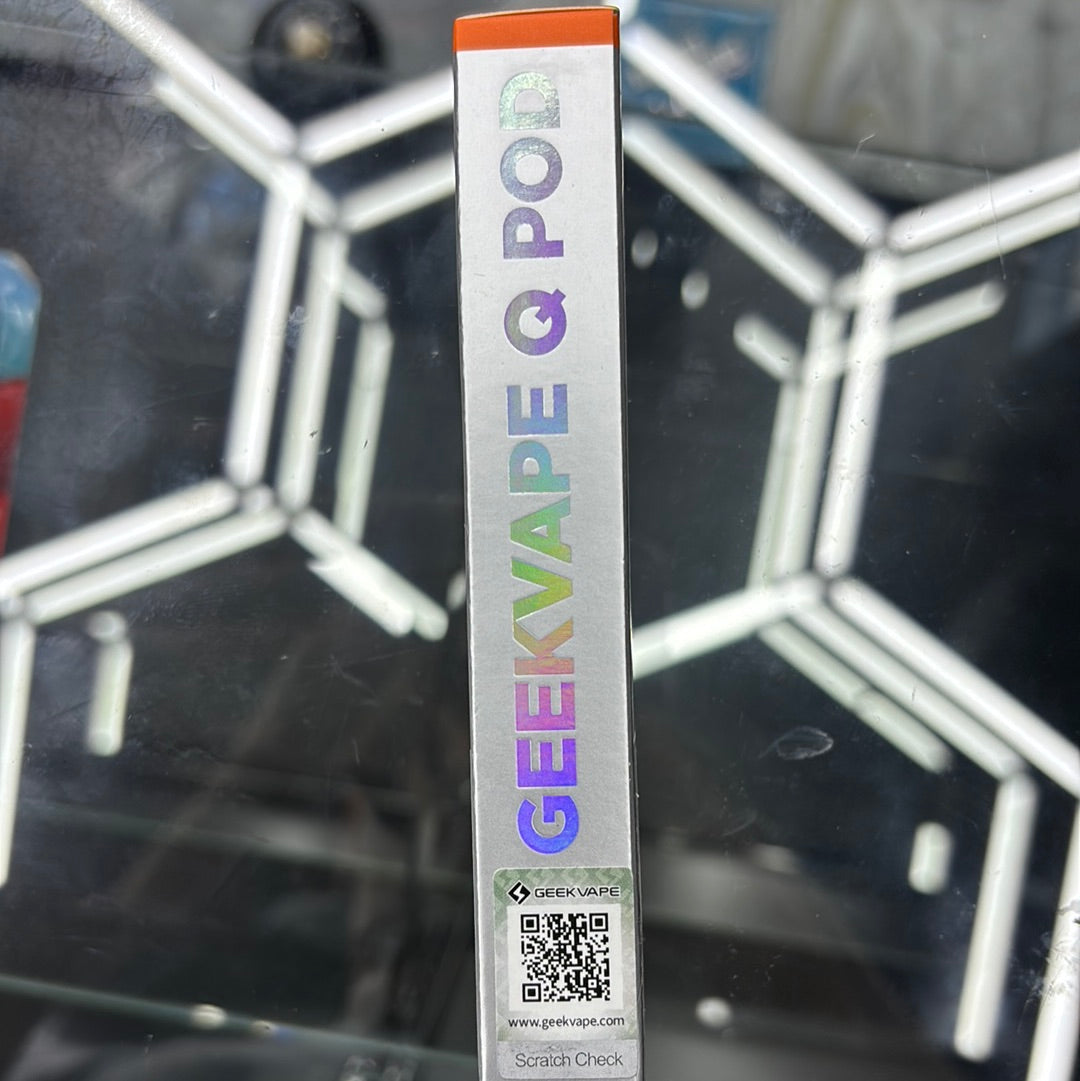 GEEKVAPE Q POD
GEEKVAPE
www.geekvape.com
Scratch Check